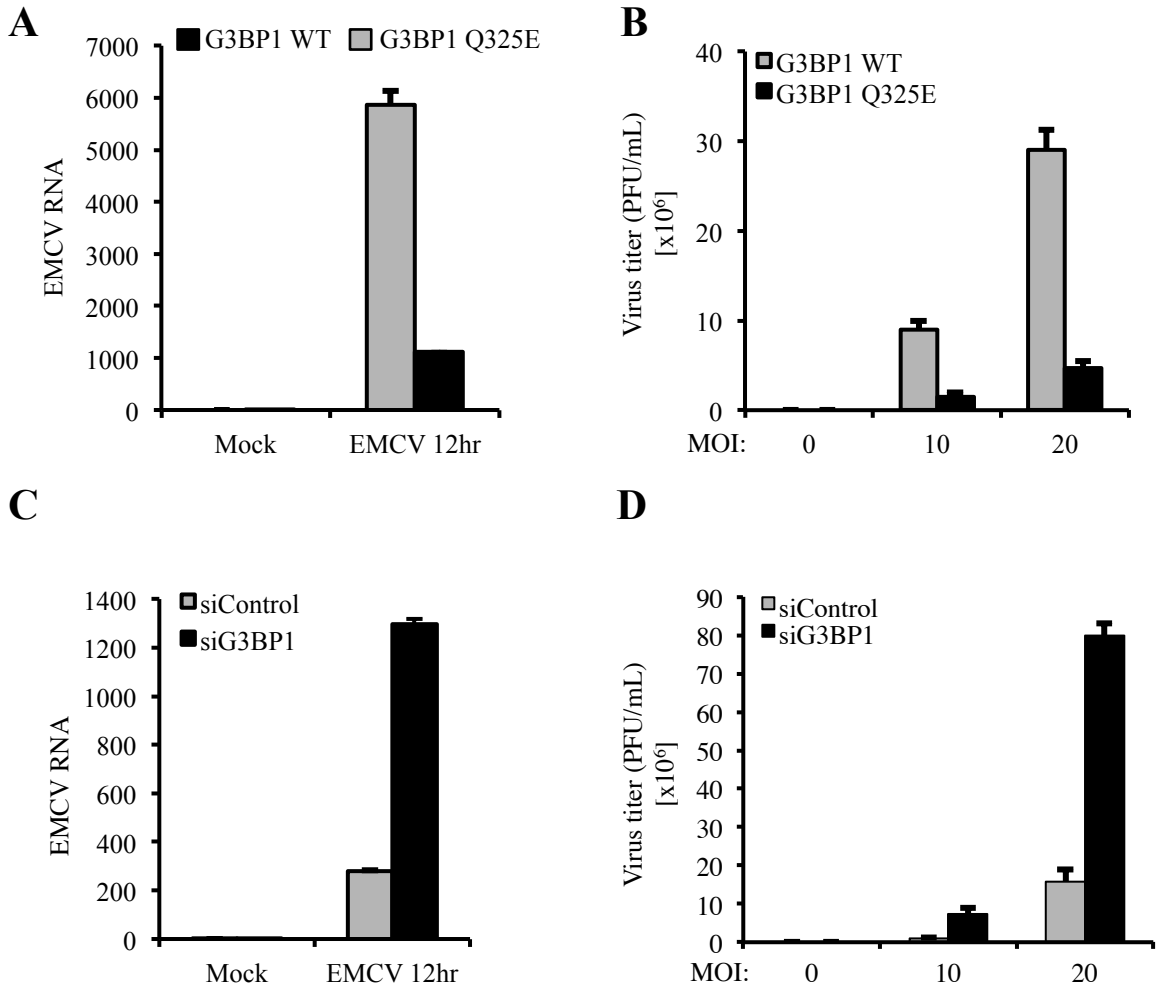 A
G3BP1 WT
G3BP1 Q325E
7000
6000
5000
4000
3000
2000
1000
0
EMCV RNA
Mock
EMCV 12hr
B
G3BP1 WT
G3BP1 Q325E
40
30
20
10
0
Virus titer (PFU/mL)
[x10⁶]
MOI: 0 10 20
C
siControl
siG3BP1
1400
1200
1000
800
600
400
200
0
EMCV RNA
Mock
EMCV 12hr
D
siControl
siG3BP1
90
80
70
60
50
40
30
20
10
0
Virus titer (PFU/mL)
[x10⁶]
MOI: 0 10 20